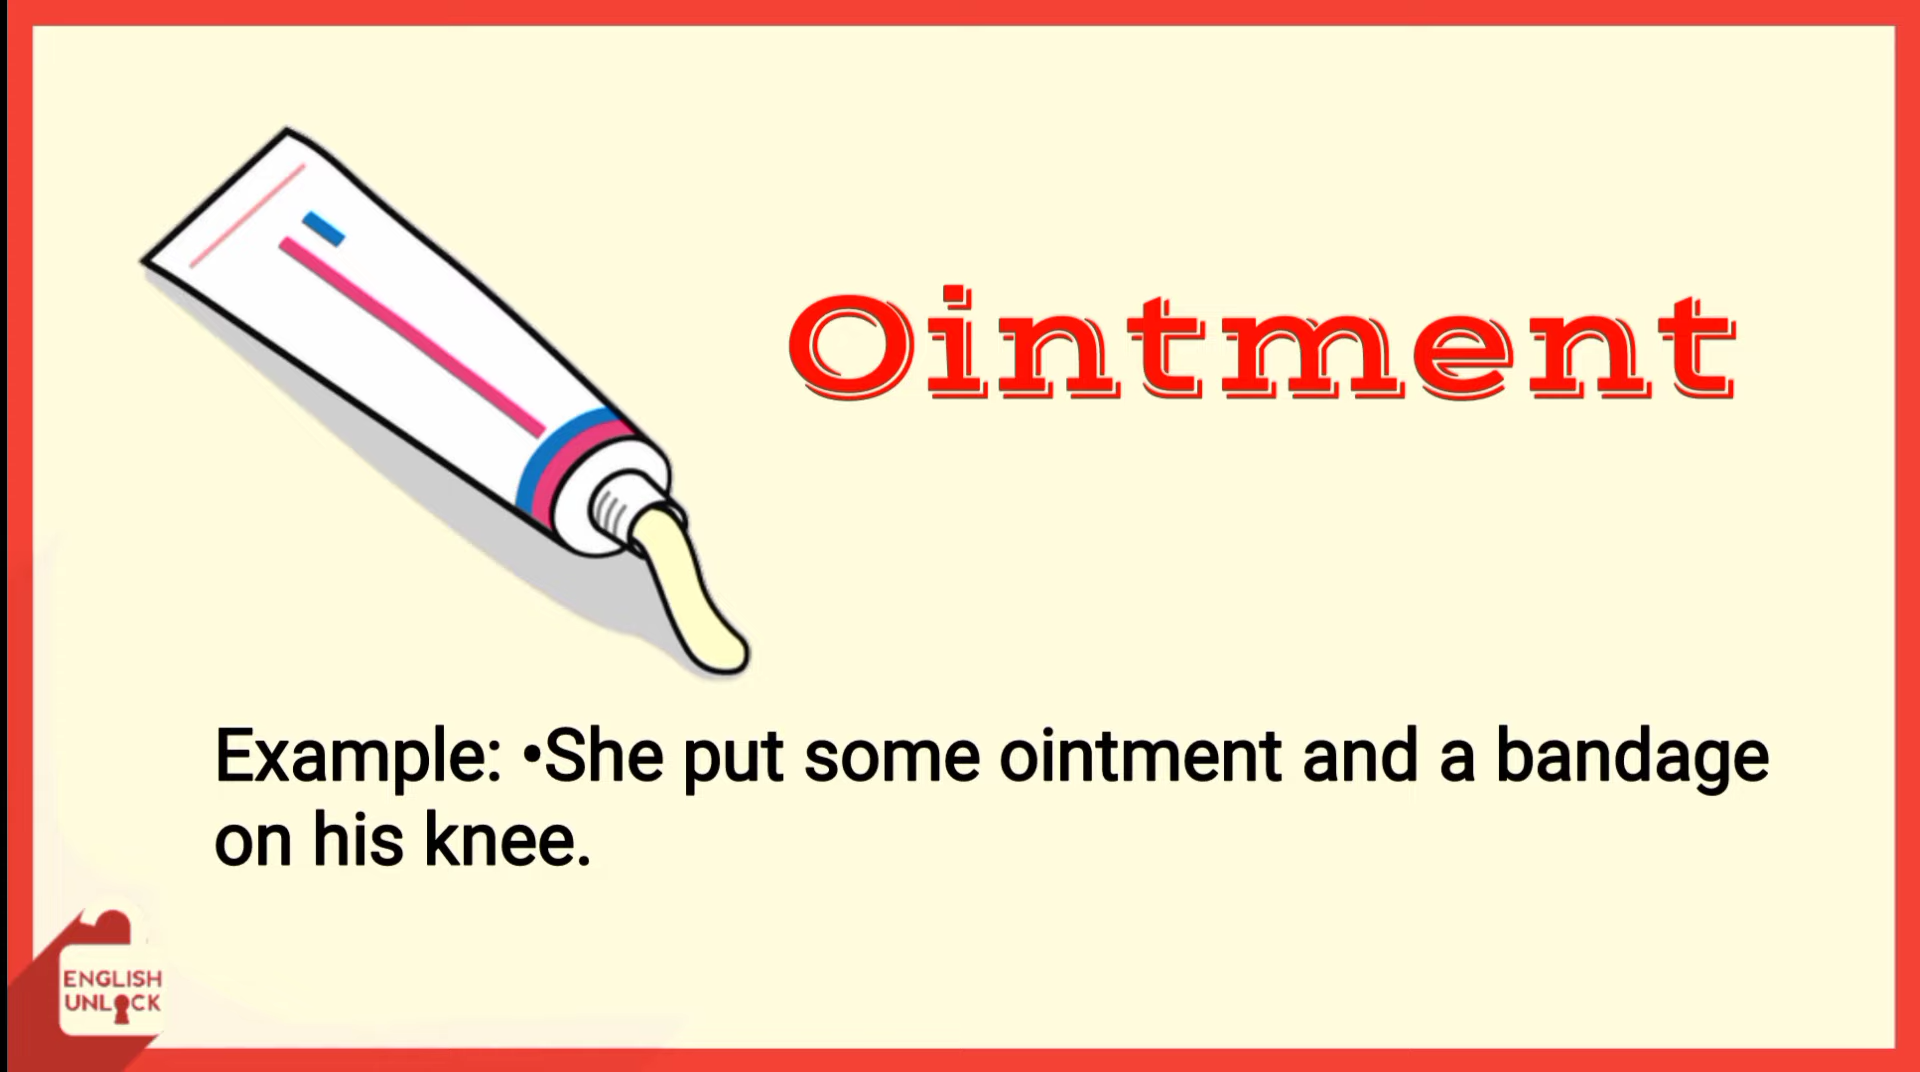 Ointment
Example: •She put some ointment and a bandage
on his knee.
ENGLISH
UNLOCK